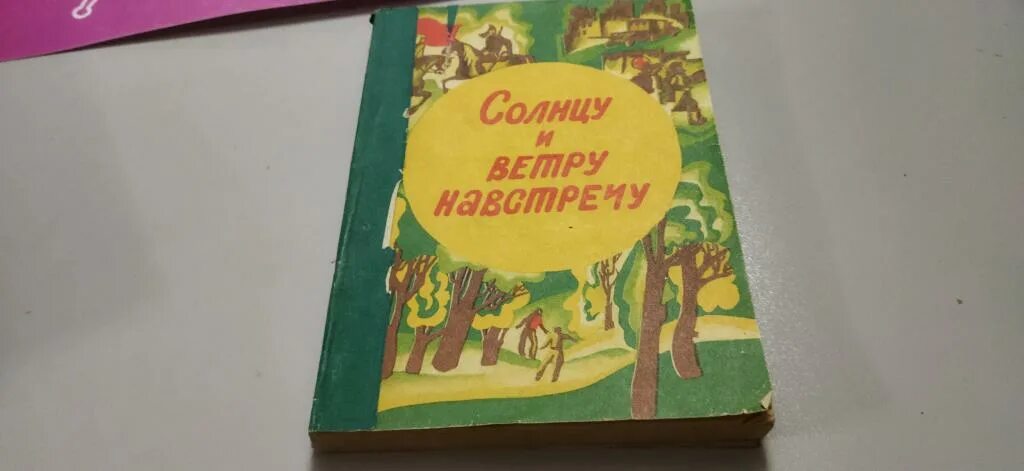 Солнцу
и
ветру
навстречу